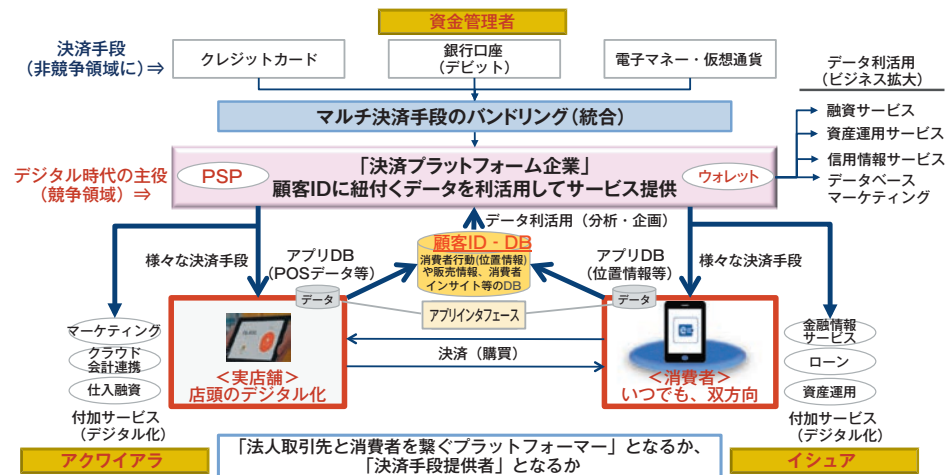 資金管理者
決済手段
(非競争領域に)⇒
クレジットカード
銀行口座
(デビット)
電子マネー・仮想通貨
データ利活用
(ビジネス拡大)
マルチ決済手段のバンドリング(統合)
融資サービス
資産運用サービス
信用情報サービス
データベース
マーケティング
デジタル時代の主役
(競争領域)⇒
PSP
「決済プラットフォーム企業」
顧客IDに紐付くデータを利活用してサービス提供
ウォレット
データ利活用(分析・企画)
様々な決済手段
アプリDB
(POSデータ等)
顧客ID‐DB
消費者行動(位置情報)
や販売情報、消費者
インサイト等のDB
アプリDB
(位置情報等)
様々な決済手段
データ
アプリインタフェース
データ
マーケティング
クラウド
会計連携
仕入融資
付加サービス
(デジタル化)
<実店舗>
店頭のデジタル化
決済(購買)
<消費者>
いつでも、双方向
金融情報
サービス
ローン
資産運用
付加サービス
(デジタル化)
アクワイアラ
「法人取引先と消費者を繋ぐプラットフォーマー」となるか、
「決済手段提供者」となるか
イシュア